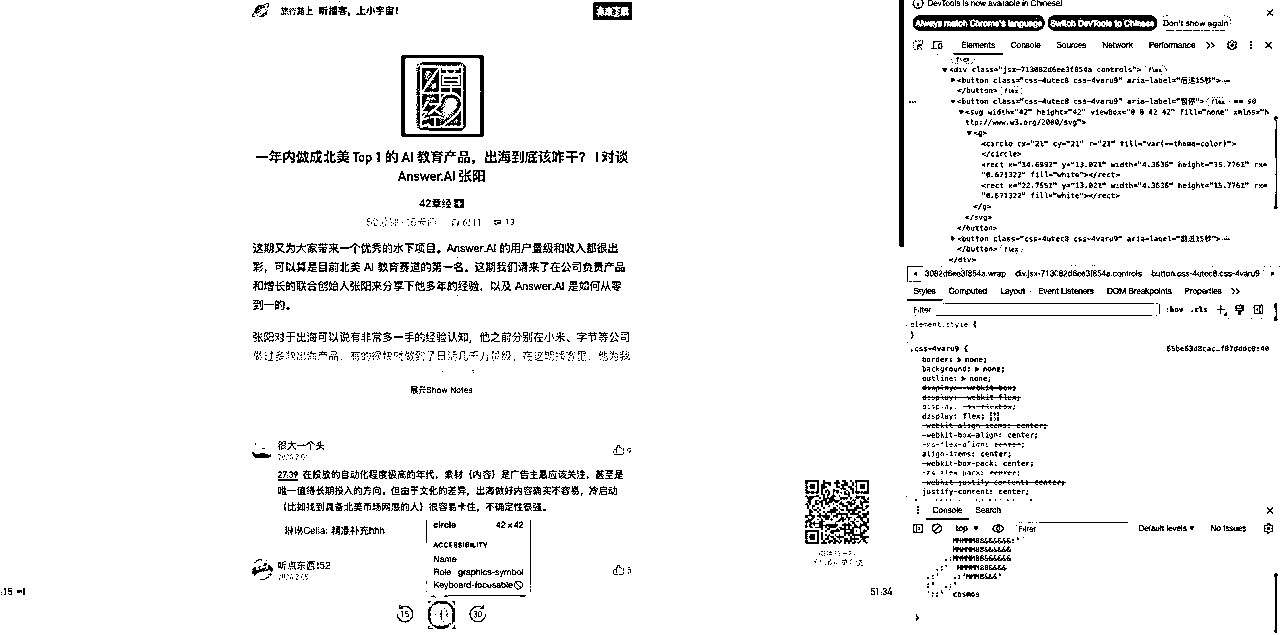 旅行路上 听播客，上小宇宙！
一年内做成北美 Top 1 的 AI 教育产品，出海到底该咋干？ | 对谈
Answer.AI 张阳
42章经
这期又为大家带来一个优秀的水下项目。Answer.AI 的用户量级和收入都很出
彩，可以算是目前北美 AI 教育赛道的第一名。这期我们请来了在公司负责产品
和增长的联合创始人张阳来分享下他多年的经验，以及 Answer.AI 是如何从零
到一的。
张阳对于出海可以说有非常多一手的经验认知，他之前分别在小米、字节等公司
展开Show Notes
很大一个头
27:39 在投放的自动化程度极高的年代，素材（内容）是广告主最应该关注，甚至是
唯一值得长期投入的方向。但由于文化的差异，出海做好内容确实不容易，冷启动
（比如找到具备北美市场网感的人）很容易卡住，不确定性很强。
琳琳Celia: 精湛补充hhh
circle 42 × 42
ACCESSIBILITY
Name
Role graphics-symbol
Keyboard-focusable
听点东西152
:15
15
30
51:34
DevTools is now available in Chinese!
Always match Chrome's language Switch DevTools to Chinese Don't show again
Elements Console Sources Network Performance
<div class="jsx-713082d6ee3f854a controls"> flex
<button class="css-4utec8 css-4varu9" aria-label="后退15秒">
</button> flex
<button class="css-4utec8 css-4varu9" aria-label="暂停"> flex == $0
<svg width="42" height="42" viewBox="0 0 42 42" fill="none" xmlns="h
ttp://www.w3.org/2000/svg">
<g>
<circle cx="21" cy="21" r="21" fill="var(--theme-color)">
</circle>
<rect x="14.6992" y="13.021" width="4.3636" height="15.7762" rx=
"0.671322" fill="white"></rect>
<rect x="22.7552" y="13.021" width="4.3636" height="15.7762" rx=
"0.671322" fill="white"></rect>
</g>
</svg>
</button>
<button class="css-4utec8 css-4varu9" aria-label="前进15秒">
</button> flex
</div>
3082d6ee3f854a.wrap div.jsx-713082d6ee3f854a.controls button.css-4utec8.css-4varu9
Styles Computed Layout Event Listeners DOM Breakpoints Properties
Filter :hov .cls
element.style {
}
.css-4varu9 {
border: none;
background: none;
outline: none;
display: -webkit-box;
display: -webkit-flex;
display: -ms-flexbox;
display: flex;
-webkit-align-items: center;
-webkit-box-align: center;
-ms-flex-align: center;
align-items: center;
-webkit-box-pack: center;
-ms-flex-pack: center;
-webkit-justify-content: center;
justify-content: center;
Console Search
top Filter Default levels No Issues
COSMOS